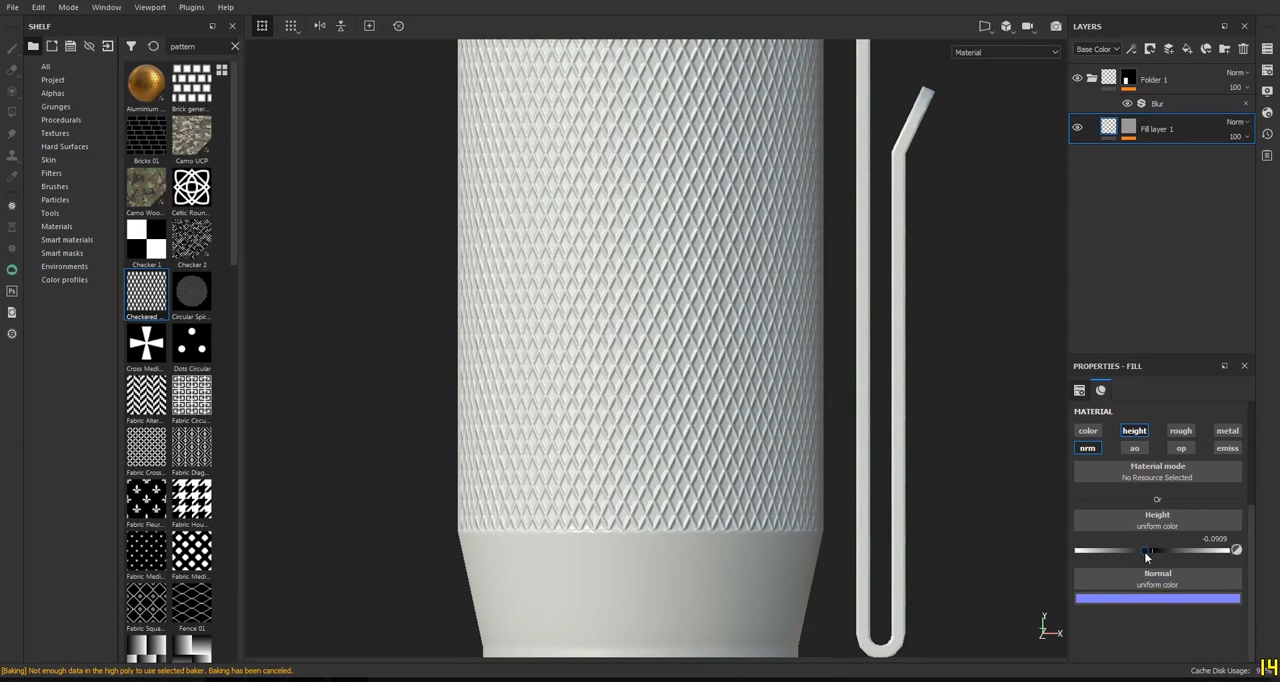 File Edit Mode Window Viewport Plugins Help
SHELF
pattern
All
Project
Alphas
Grunges
Procedurals
Textures
Hard Surfaces
Skin
Filters
Brushes
Particles
Tools
Materials
Smart materials
Smart masks
Environments
Color profiles
Aluminium ... Brick gener...
Bricks 01 Camo UCP
Camo Woo... Celtic Roun...
Checker 1 Checker 2
Checkered ... Circular Spir...
Cross Medi... Dots Circular
Fabric Alter... Fabric Circu...
Fabric Cross... Fabric Diag...
Fabric Fleur... Fabric Hou...
Fabric Medi... Fabric Medi...
Fabric Squa... Fence 01
Material
Y
Z X
LAYERS
Base Color
Folder 1 Norm
100
Blur
Fill layer 1 Norm
100
PROPERTIES - FILL
MATERIAL
color height rough metal
nrm ao op emiss
Material mode
No Resource Selected
Or
Height
uniform color
-0.0909
Normal
uniform color
[Baking] Not enough data in the high poly to use selected baker. Baking has been canceled.
Ps
Cache Disk Usage:
14